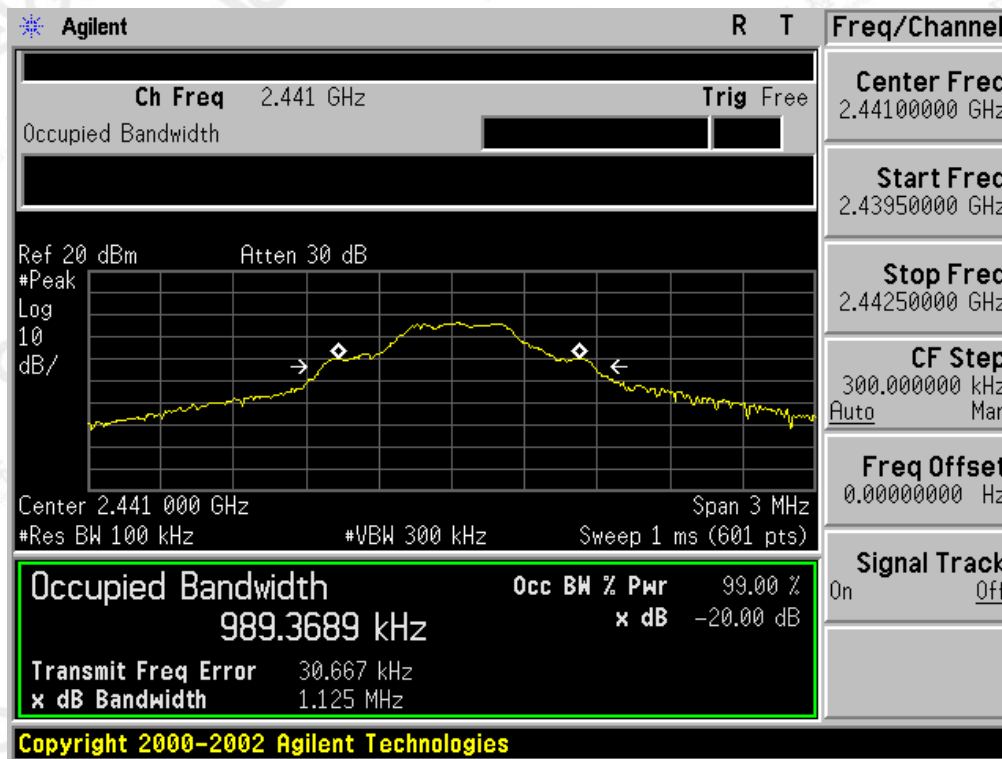 Agilent R T
Ch Freq 2.441 GHz Trig Free
Occupied Bandwidth
Ref 20 dBm Atten 30 dB
#Peak
Log
10
dB/
Center 2.441 000 GHz Span 3 MHz
#Res BW 100 kHz #VBW 300 kHz Sweep 1 ms (601 pts)
Occupied Bandwidth Occ BW % Pwr 99.00 %
989.3689 kHz x dB -20.00 dB
Transmit Freq Error 30.667 kHz
x dB Bandwidth 1.125 MHz
Copyright 2000-2002 Agilent Technologies
Freq/Channel
Center Freq
2.44100000 GHz
Start Freq
2.43950000 GHz
Stop Freq
2.44250000 GHz
CF Step
300.000000 kHz
Auto Man
Freq Offset
0.00000000 Hz
Signal Track
On Off